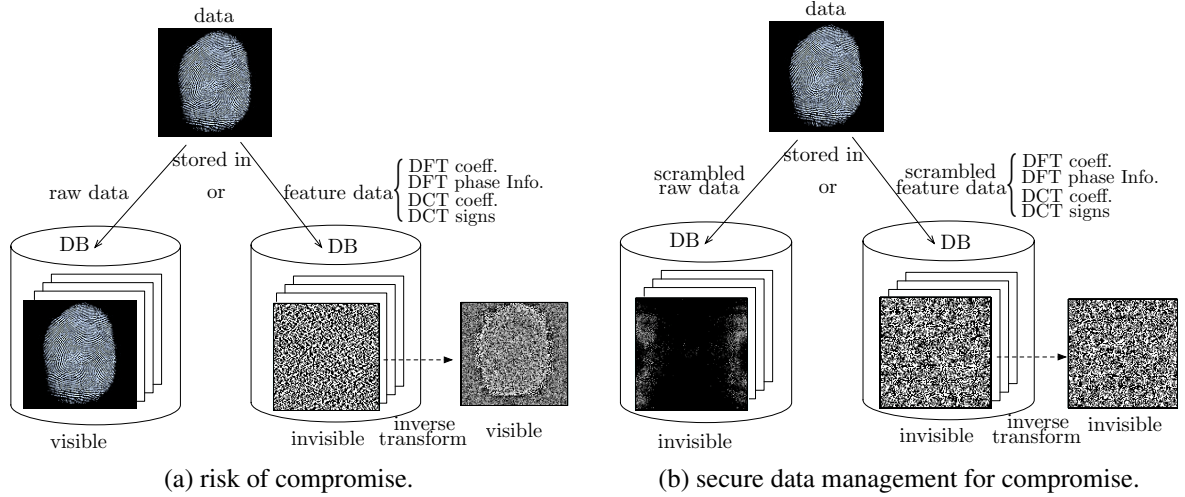 data
stored in
or
raw data
feature data
DFT coeff.
DFT phase Info.
DCT coeff.
DCT signs
DB
DB
visible
invisible
inverse
transform
visible
(a) risk of compromise.
data
stored in
or
scrambled
raw data
scrambled
feature data
DFT coeff.
DFT phase Info.
DCT coeff.
DCT signs
DB
DB
invisible
invisible
inverse
transform
invisible
(b) secure data management for compromise.